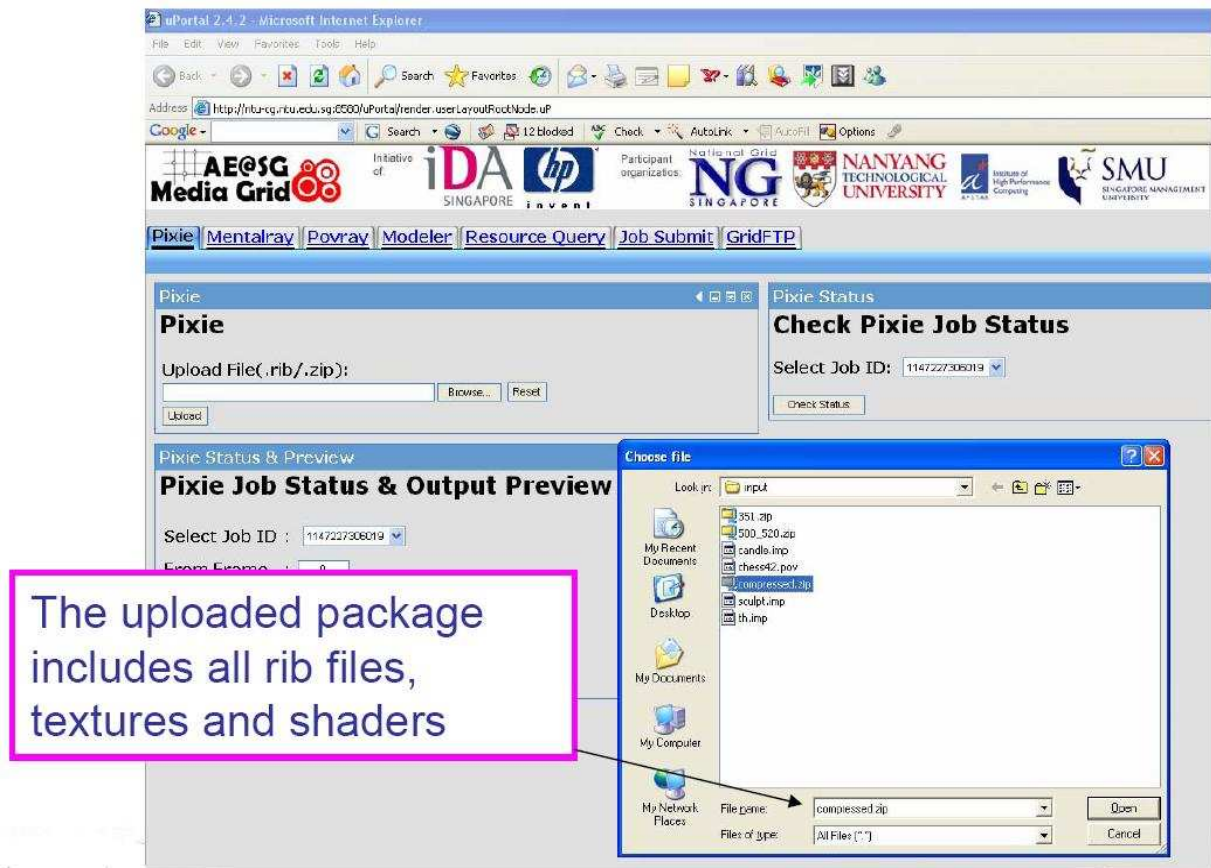 uPortal 2.4.2 - Microsoft Internet Explorer
File Edit View Favorites Tools Help
Back Search Favorites
Address http://ntu-cg.ntu.edu.sg:8580/uPortal/render.userLayoutRootNode.uP
Google Search 12 blocked Check AutoLink AutoFill Options
AE@SG Media Grid
Initiative of
iDA SINGAPORE
hp invent
Participant organizations
National Grid
NG
SINGAPORE
NANYANG TECHNOLOGICAL UNIVERSITY
Institute of High Performance Computing
SMU
SINGAPORE MANAGEMENT UNIVERSITY
Pixie Mentalray Povray Modeler Resource Query Job Submit GridFTP
Pixie
Pixie
Upload File(.rib/.zip):
Browse... Reset
Upload
Pixie Status
Check Pixie Job Status
Select Job ID: 1147227306019
Check Status
Pixie Status & Preview
Pixie Job Status & Output Preview
Select Job ID : 1147227306019
From Frame : 0
The uploaded package
includes all rib files,
textures and shaders
Choose file
Look in: input
351.zip
500_520.zip
candle.imp
chess42.pov
compressed.zip
sculpt.imp
th.imp
My Recent Documents
Desktop
My Documents
My Computer
My Network Places
File name: compressed.zip Open
Files of type: All Files (*.*) Cancel